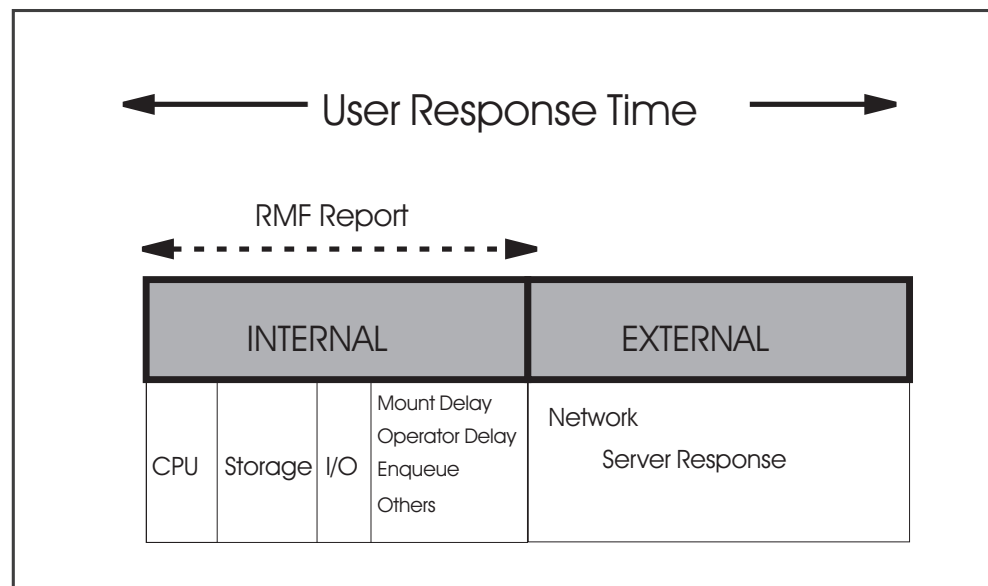 User Response Time
RMF Report
INTERNAL
EXTERNAL
CPU
Storage
I/O
Mount Delay
Operator Delay
Enqueue
Others
Network
Server Response